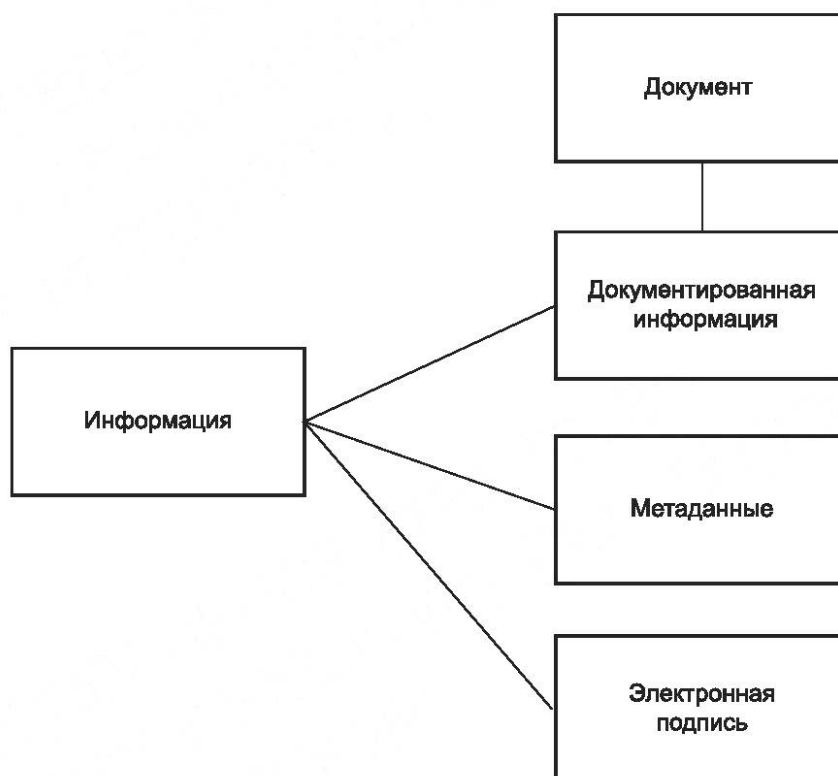 Документ
Документированная
информация
Информация
Метаданные
Электронная
подпись